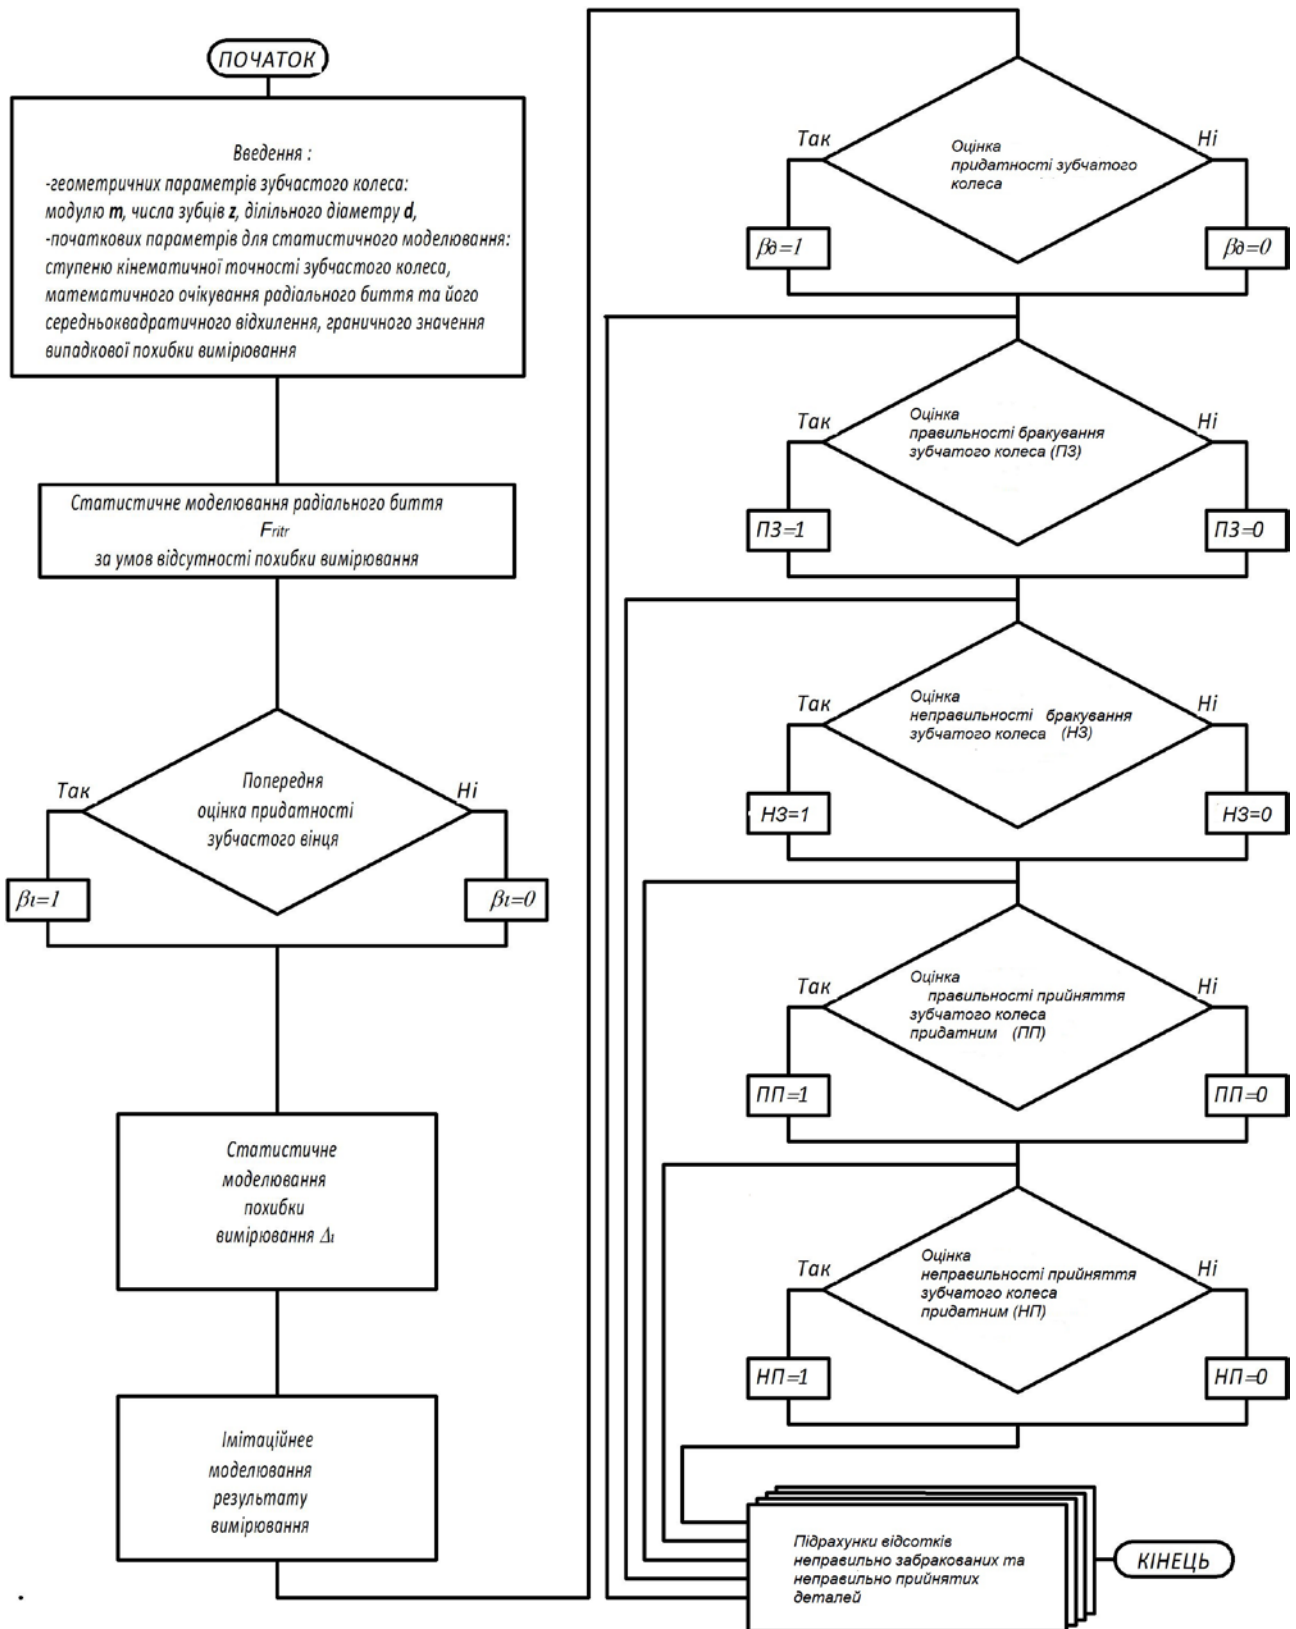 ПОЧАТОК
Введення :
-геометричних параметрів зубчастого колеса:
модулю m, числа зубців z, ділільного діаметру d,
-початкових параметрів для статистичного моделювання:
ступеню кінематичної точності зубчастого колеса,
математичного очікування радіального биття та його
середньоквадратичного відхилення, граничного значення
випадкової похибки вимірювання
Статистичне моделювання радіального биття
Fritr
за умов відсутності похибки вимірювання
Так
Ні
Попередня
оцінка придатності
зубчастого вінця
βι=1
βι=0
Статистичне
моделювання
похибки
вимірювання Δι
Імітаційнее
моделювання
результату
вимірювання
Так
Ні
Оцінка
придатності зубчатого
колеса
βд=1
βд=0
Так
Ні
Оцінка
правильності бракування
зубчатого колеса (ПЗ)
ПЗ=1
ПЗ=0
Так
Ні
Оцінка
неправильності бракування
зубчатого колеса (НЗ)
НЗ=1
НЗ=0
Так
Ні
Оцінка
правильності прийняття
зубчатого колеса
придатним (ПП)
ПП=1
ПП=0
Так
Ні
Оцінка
неправильності прийняття
зубчатого колеса
придатним (НП)
НП=1
НП=0
Підрахунки відсотків
неправильно забракованих та
неправильно прийнятих
деталей
КІНЕЦЬ